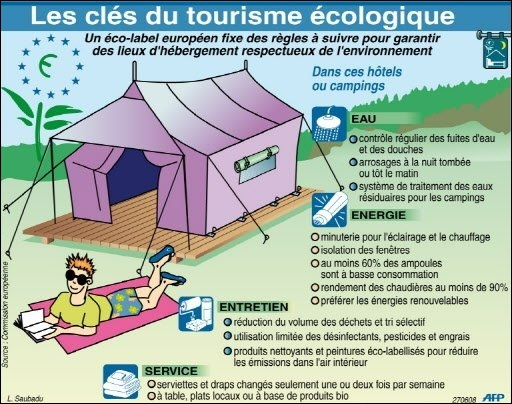 Les clés du tourisme écologique
Un éco-label européen fixe des règles à suivre pour garantir
des lieux d'hébergement respectueux de l'environnement
Dans ces hôtels
ou campings
EAU
contrôle régulier des fuites d'eau
et des douches
arrosages à la nuit tombée
ou tôt le matin
système de traitement des eaux
résiduaires pour les campings
ENERGIE
minuterie pour l'éclairage et le chauffage
isolation des fenêtres
au moins 60% des ampoules
sont à basse consommation
rendement des chaudières au moins de 90%
préférer les énergies renouvelables
ENTRETIEN
réduction du volume des déchets et tri sélectif
utilisation limitée des désinfectants, pesticides et engrais
produits nettoyants et peintures éco-labellisés pour réduire
les émissions dans l'air intérieur
SERVICE
serviettes et draps changés seulement une ou deux fois par semaine
à table, plats locaux ou à base de produits bio
Source : Commission européenne
L. Saubadu
270608 AFP